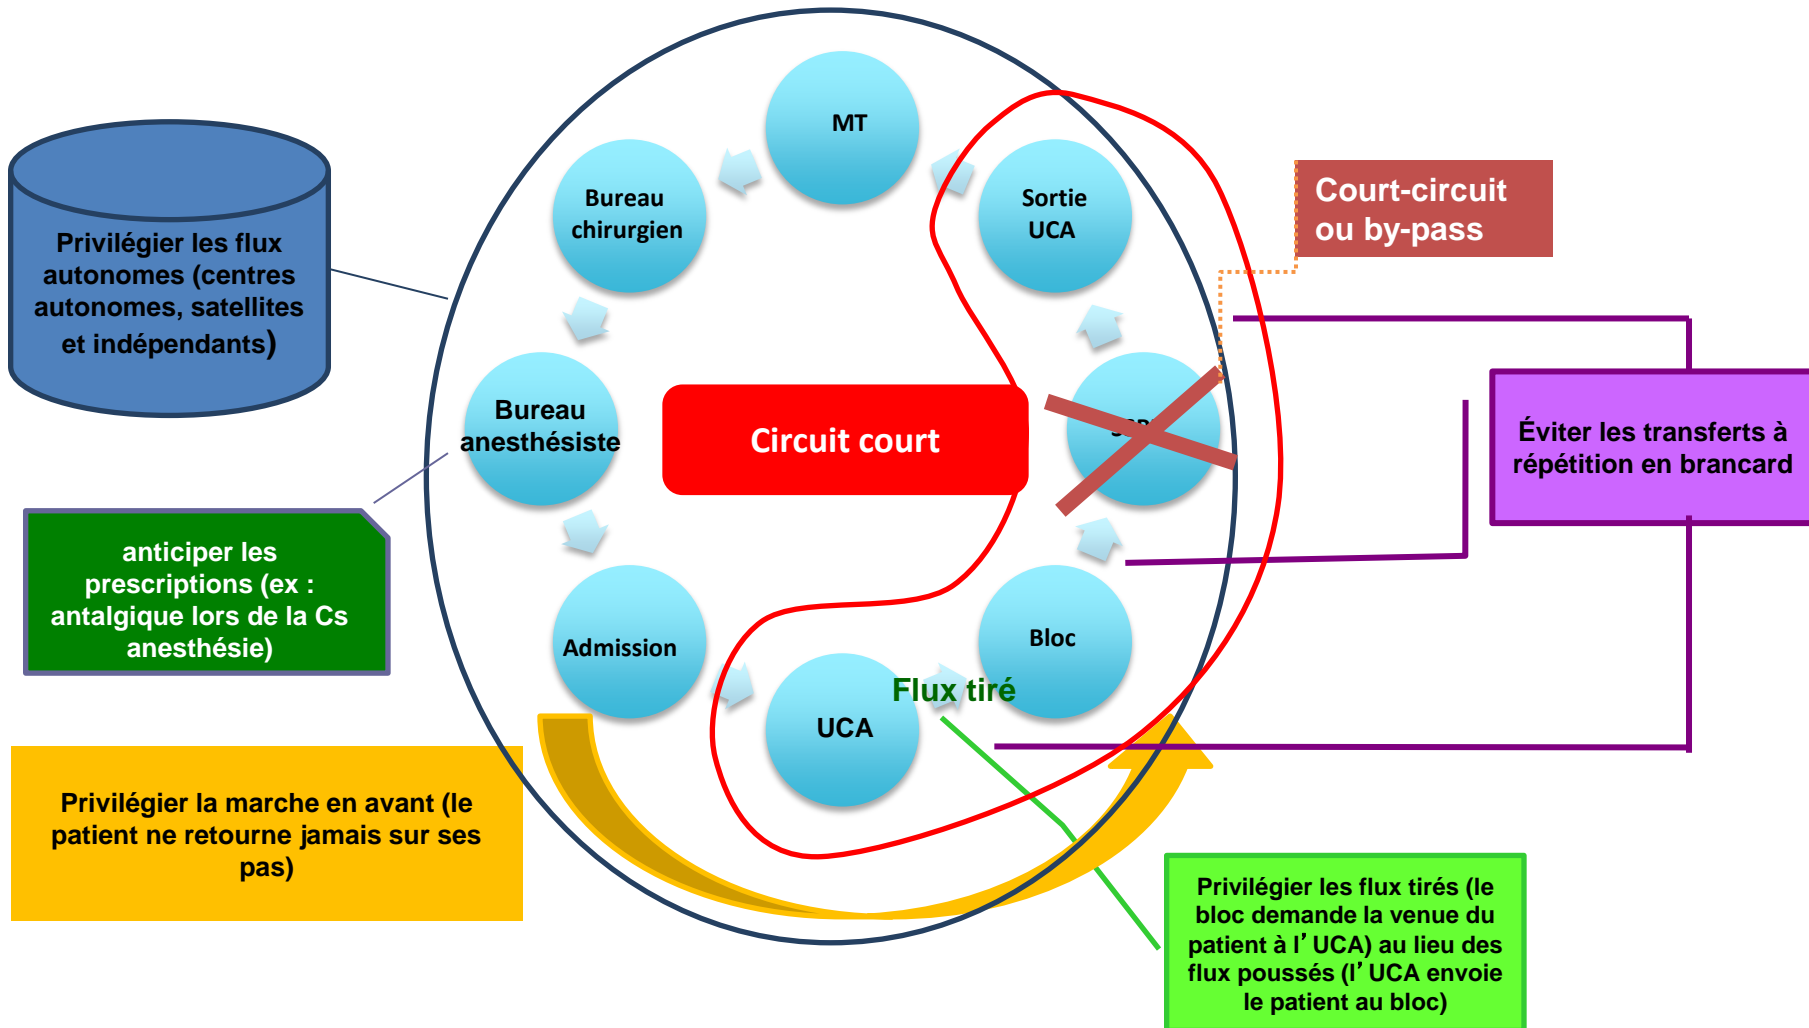 MT
Bureau
chirurgien
Sortie
UCA
Court-circuit
ou by-pass
Privilégier les flux
autonomes (centres
autonomes, satellites
et indépendants)
Bureau
anesthésiste
Circuit court
Éviter les transferts à
répétition en brancard
anticiper les
prescriptions (ex :
antalgique lors de la Cs
anesthésie)
Admission
Bloc
Flux tiré
UCA
Privilégier la marche en avant (le
patient ne retourne jamais sur ses
pas)
Privilégier les flux tirés (le
bloc demande la venue du
patient à l’ UCA) au lieu des
flux poussés (l’ UCA envoie
le patient au bloc)